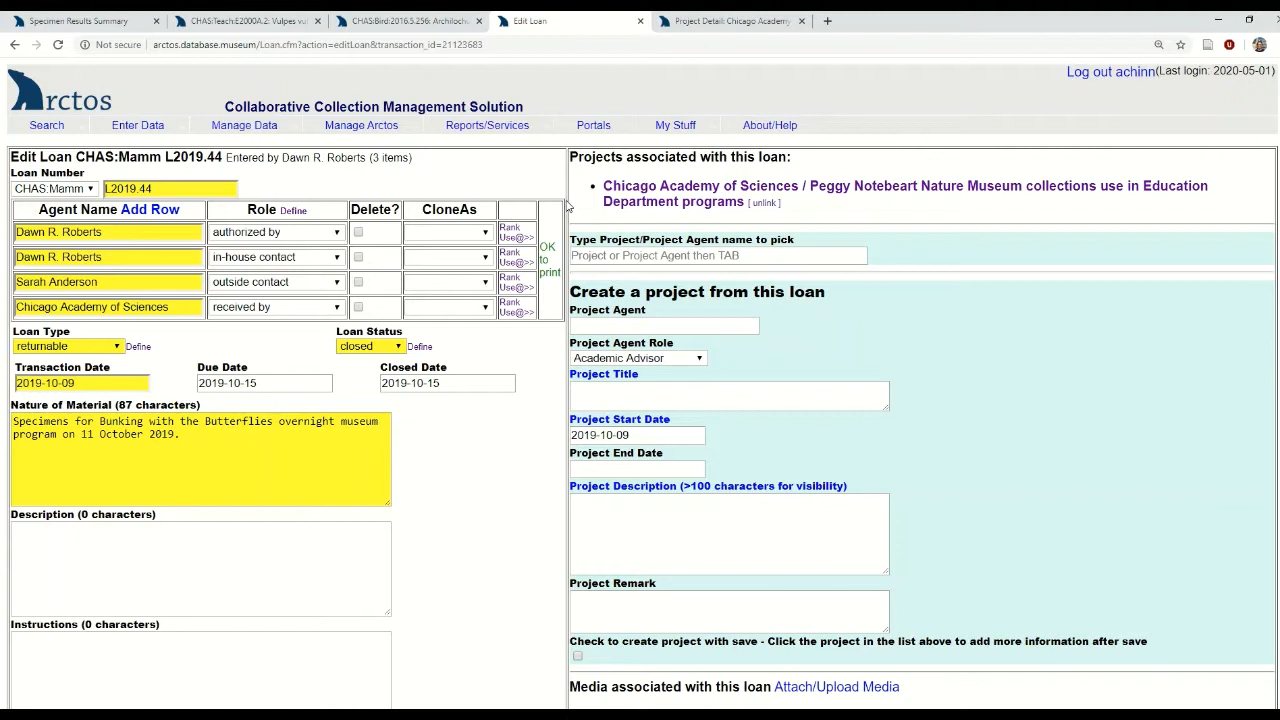 Specimen Results Summary
CHAS:Teach:E2000A.2: Vulpes vul
CHAS:Bird:2016.5.256: Archiloch
Edit Loan
Project Detail: Chicago Academy
Not secure
arctos.database.museum/Loan.cfm?action=editLoan&transaction_id=21123683
Arctos
Collaborative Collection Management Solution
Log out achinn (Last login: 2020-05-01)
Search Enter Data Manage Data Manage Arctos Reports/Services Portals My Stuff About/Help
Edit Loan CHAS:Mamm L2019.44 Entered by Dawn R. Roberts (3 items)
Loan Number
CHAS:Mamm L2019.44
Agent Name Add Row Role Define Delete? CloneAs
Dawn R. Roberts authorized by Rank
Use@>>
Dawn R. Roberts in-house contact Rank
Use@>>
Sarah Anderson outside contact Rank
Use@>>
Chicago Academy of Sciences received by Rank
Use@>>
OK
to
print
Loan Type Loan Status
returnable Define closed Define
Transaction Date Due Date Closed Date
2019-10-09 2019-10-15 2019-10-15
Nature of Material (87 characters)
Specimens for Bunking with the Butterflies overnight museum
program on 11 October 2019.
Description (0 characters)
Instructions (0 characters)
Projects associated with this loan:
Chicago Academy of Sciences / Peggy Notebeart Nature Museum collections use in Education
Department programs [ unlink ]
Type Project/Project Agent name to pick
Project or Project Agent then TAB
Create a project from this loan
Project Agent
Project Agent Role
Academic Advisor
Project Title
Project Start Date
2019-10-09
Project End Date
Project Description (>100 characters for visibility)
Project Remark
Check to create project with save - Click the project in the list above to add more information after save
Media associated with this loan Attach/Upload Media